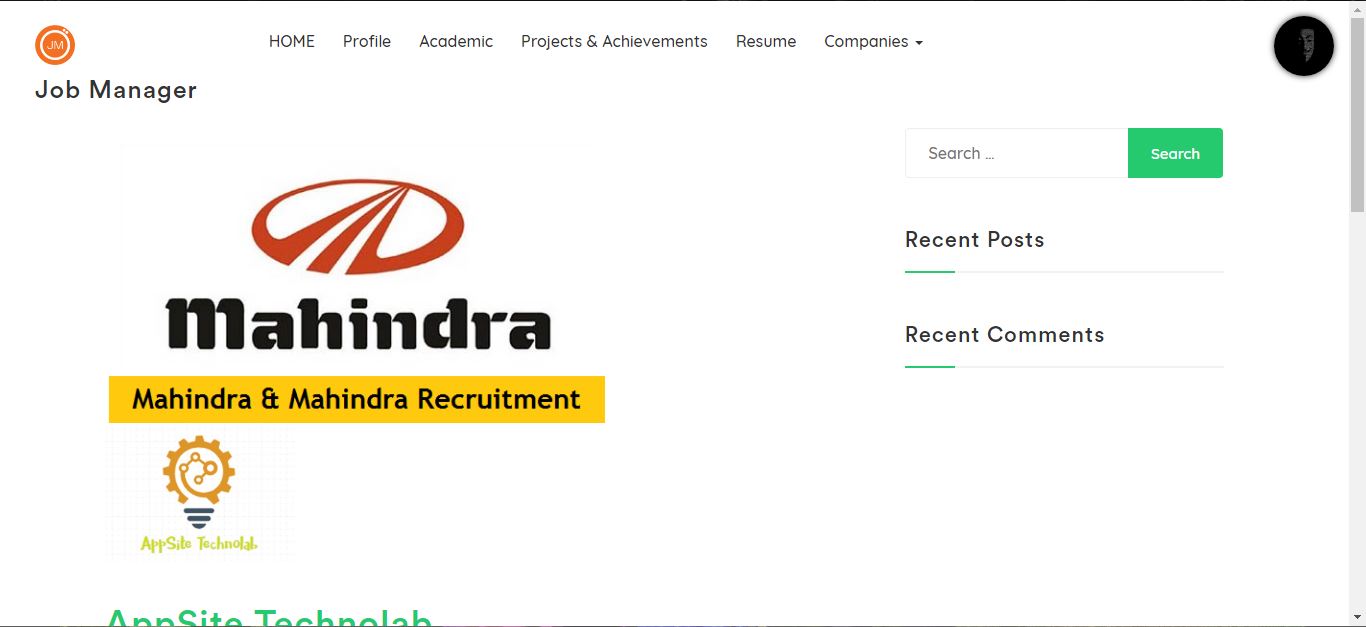 JM
HOME Profile Academic Projects & Achievements Resume Companies
Job Manager
Search ... Search
Recent Posts
Recent Comments
Mahindra
Mahindra & Mahindra Recruitment
AppSite Technolab
AppSite Technolab